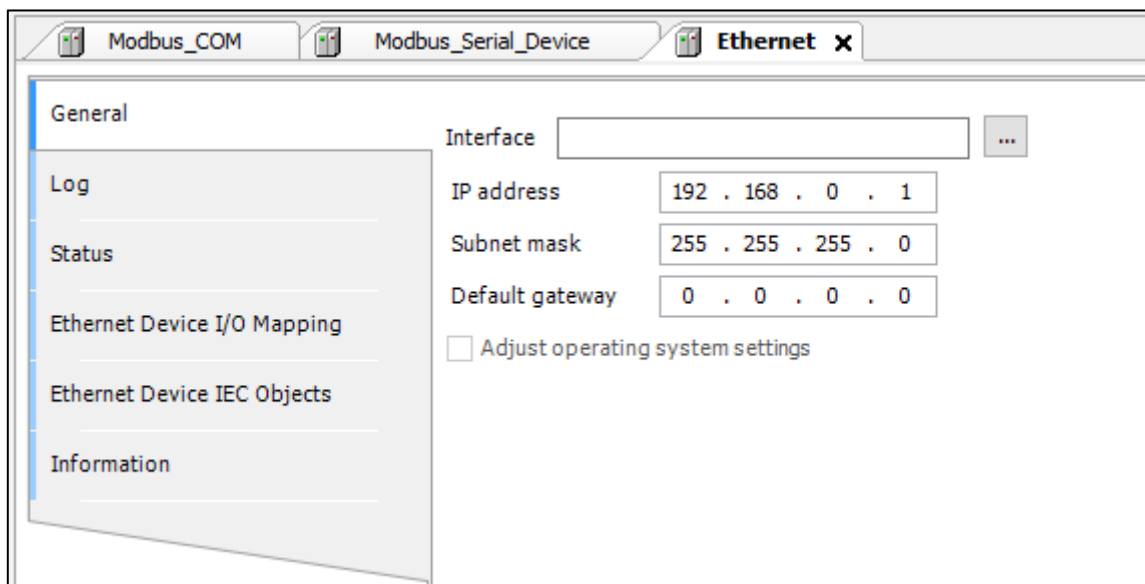 Modbus_COM Modbus_Serial_Device Ethernet x
General
Log
Status
Ethernet Device I/O Mapping
Ethernet Device IEC Objects
Information
Interface ...
IP address 192 . 168 . 0 . 1
Subnet mask 255 . 255 . 255 . 0
Default gateway 0 . 0 . 0 . 0
Adjust operating system settings